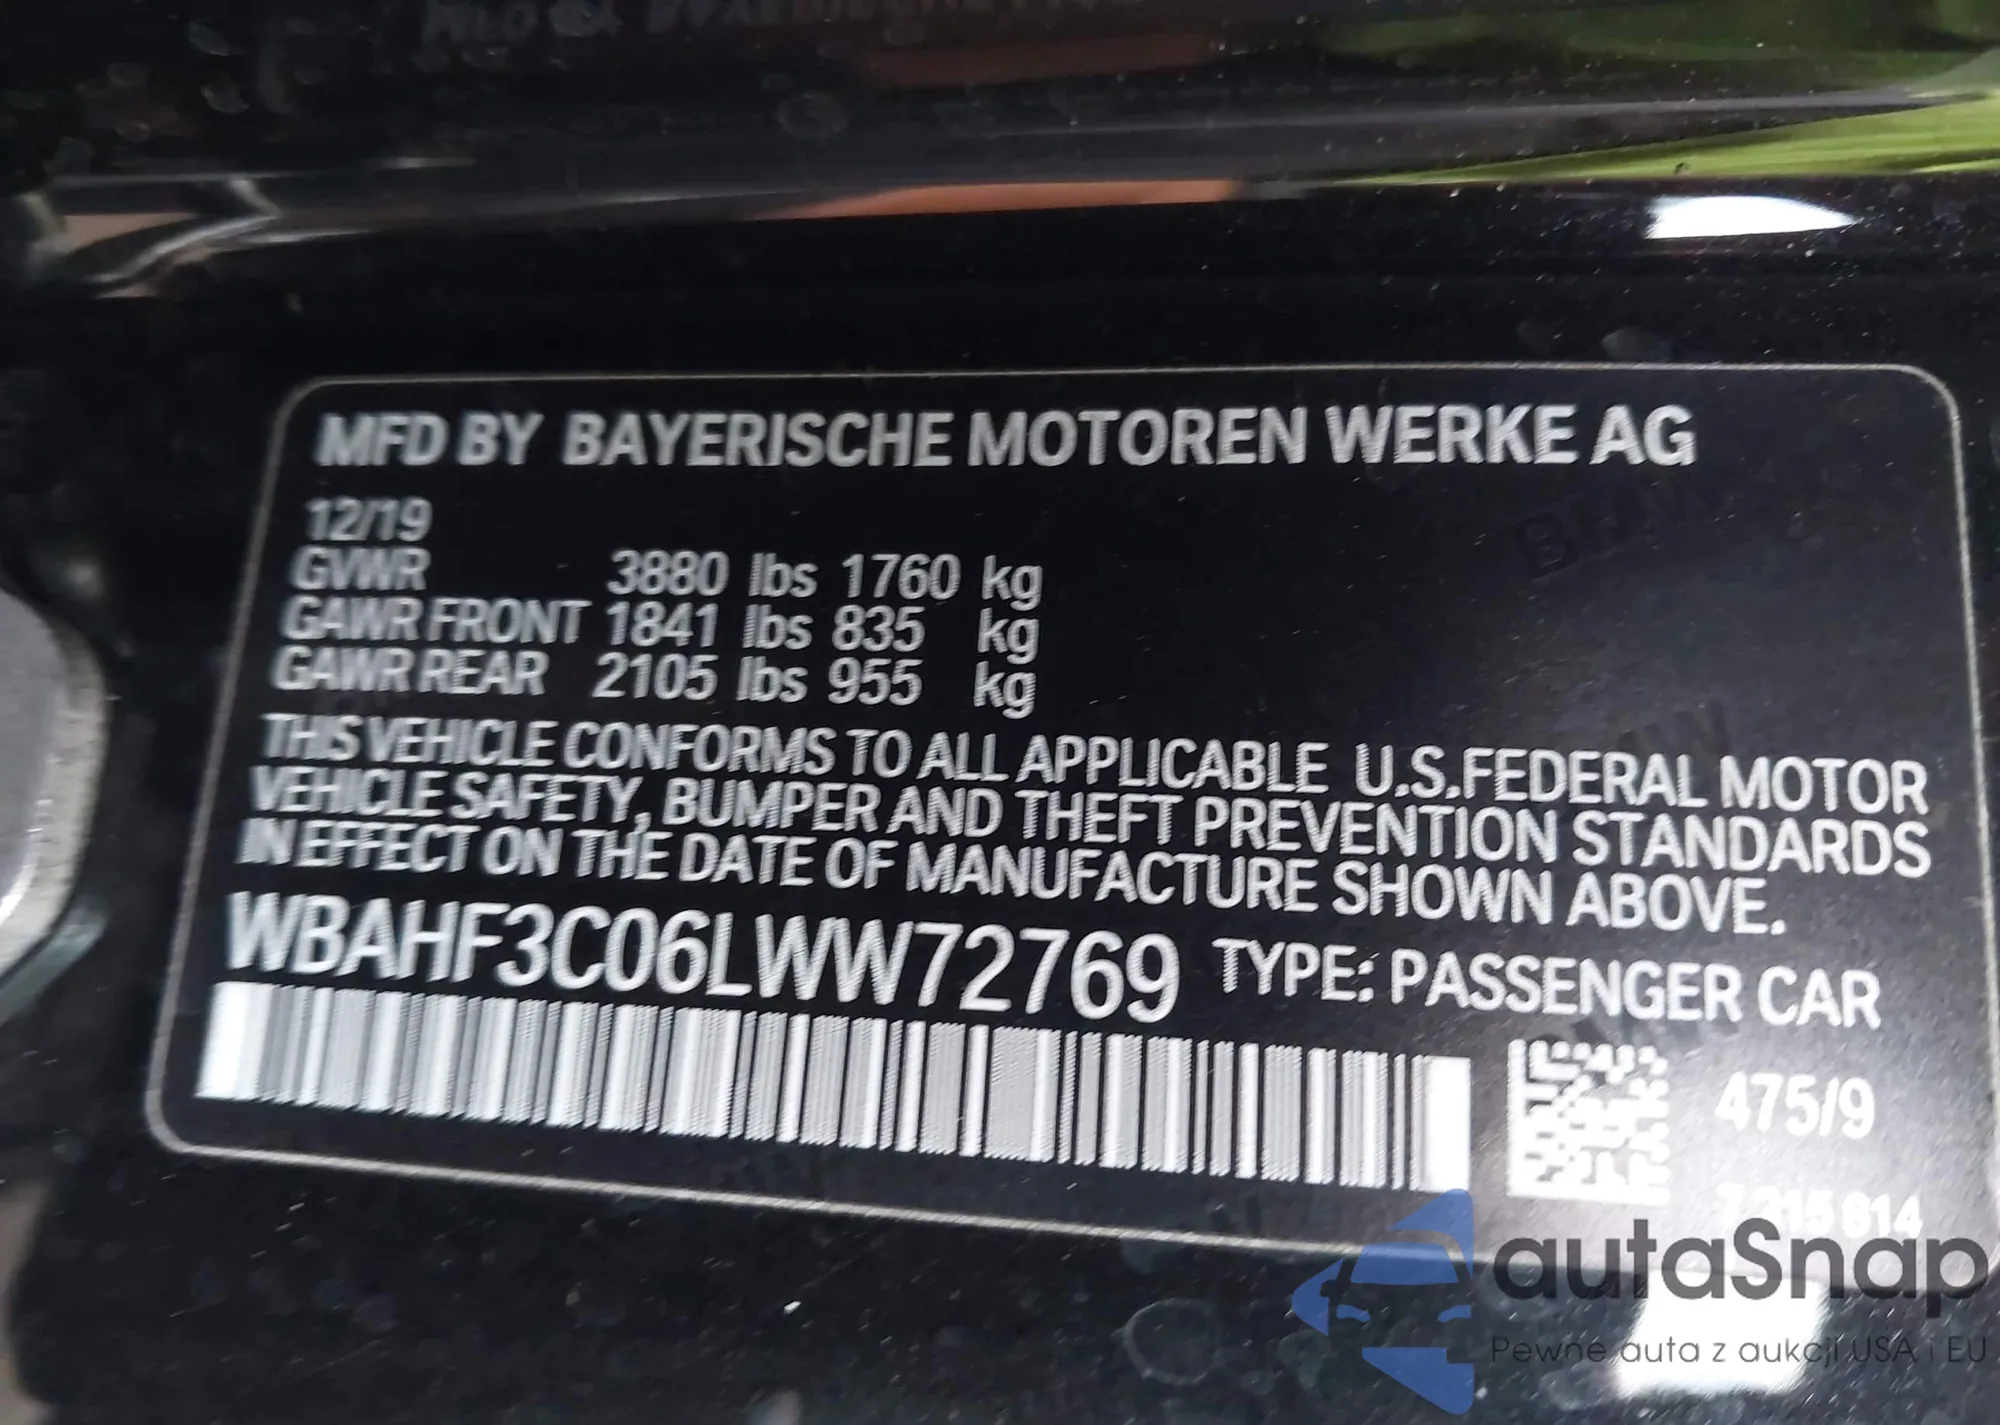 MFD BY BAYERISCHE MOTOREN WERKE AG
12/19
GVWR 3880 lbs 1760 kg
GAWR FRONT 1841 lbs 835 kg
GAWR REAR 2105 lbs 955 kg
THIS VEHICLE CONFORMS TO ALL APPLICABLE U.S.FEDERAL MOTOR
VEHICLE SAFETY, BUMPER AND THEFT PREVENTION STANDARDS
IN EFFECT ON THE DATE OF MANUFACTURE SHOWN ABOVE.
WBAHF3C06LWW72769 TYPE: PASSENGER CAR
475/9
autaSnap
Pewne auta z aukcji USA i EU